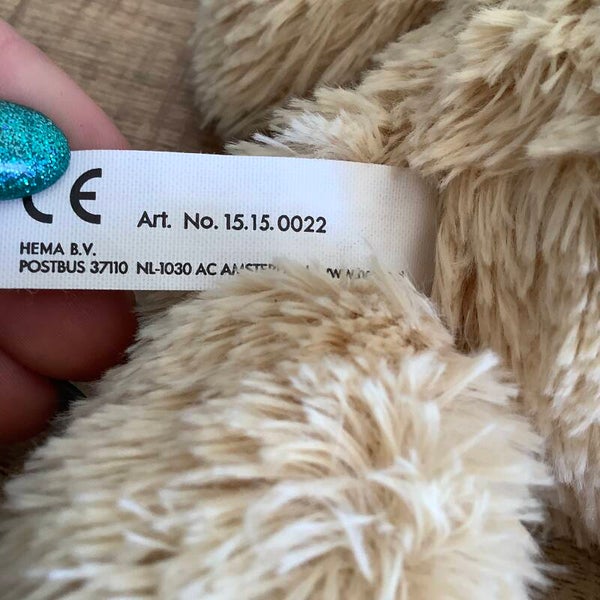 CE Art. No. 15.15.0022
HEMA B.V.
POSTBUS 37110 NL-1030 AC